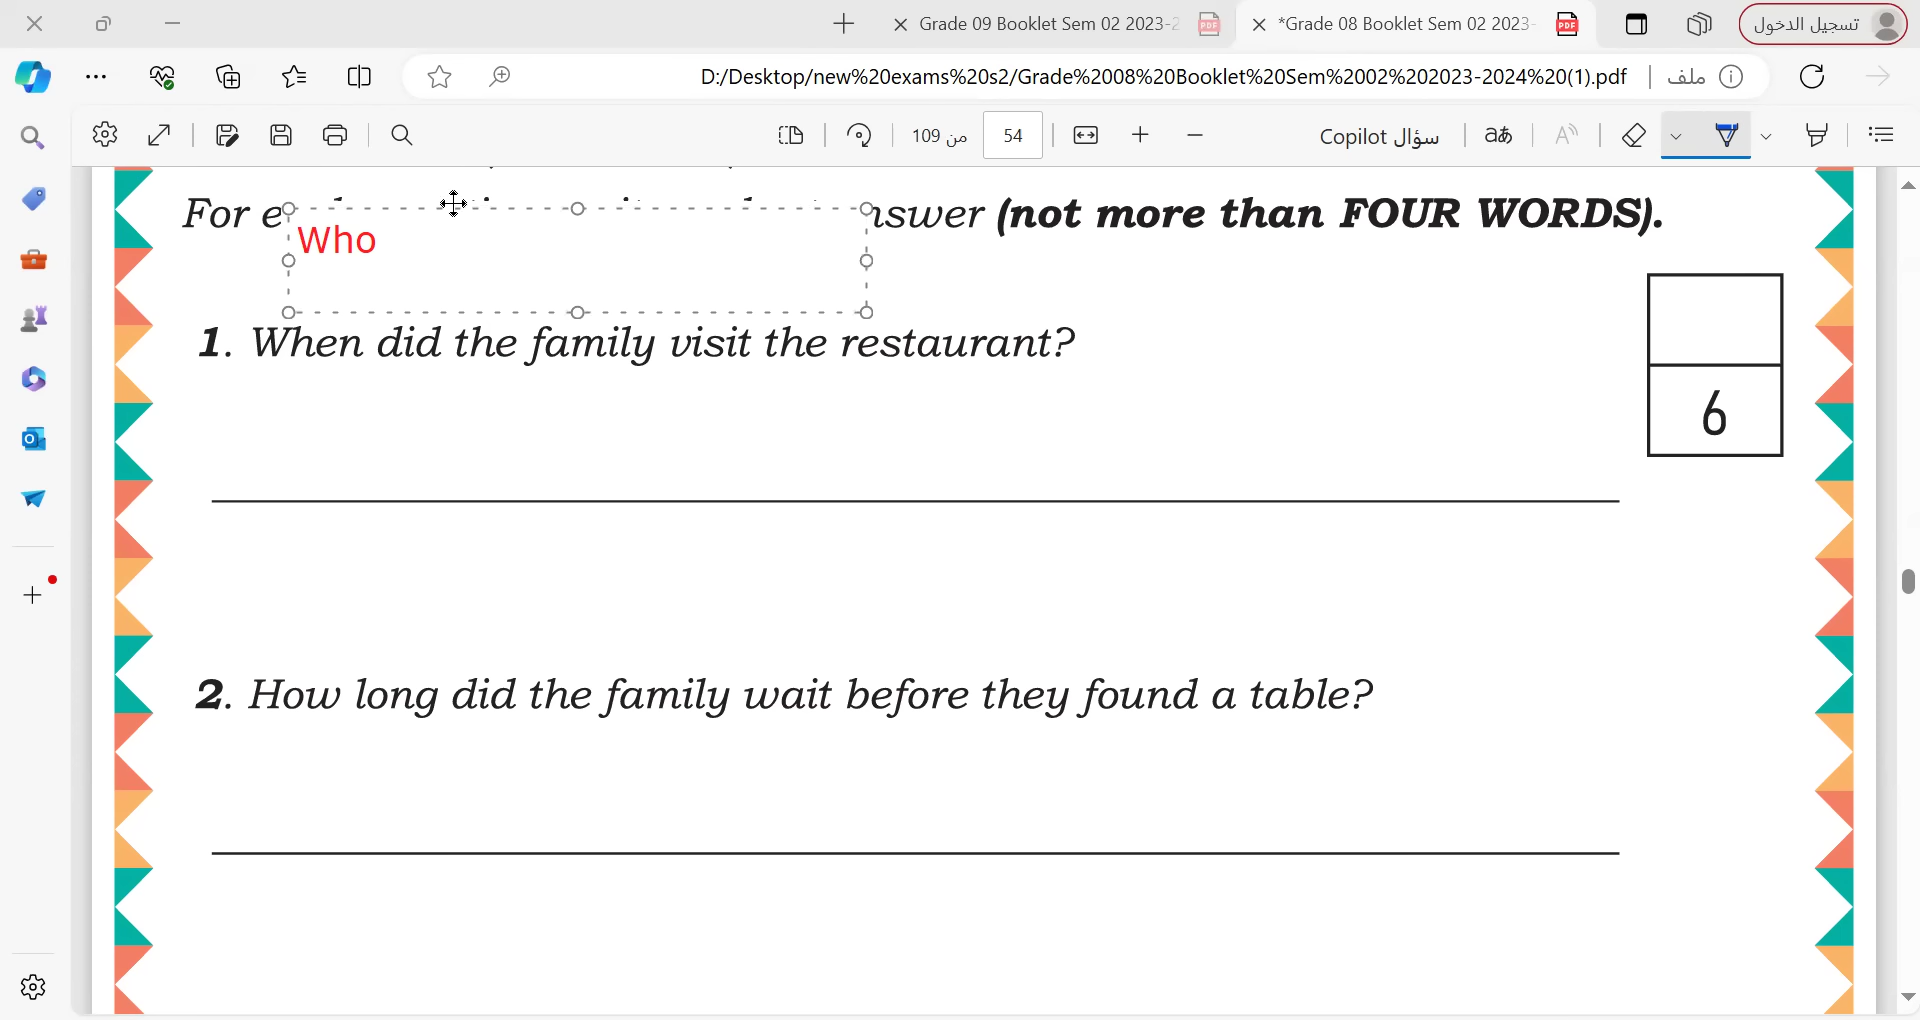 Grade 09 Booklet Sem 02 2023-2
*Grade 08 Booklet Sem 02 2023-
تسجيل الدخول
D:/Desktop/new%20exams%20s2/Grade%2008%20Booklet%20Sem%2002%202023-2024%20(1).pdf
ملف
من 109
54
سؤال Copilot
For
(not more than FOUR WORDS).
Who
1. When did the family visit the restaurant?
6
2. How long did the family wait before they found a table?